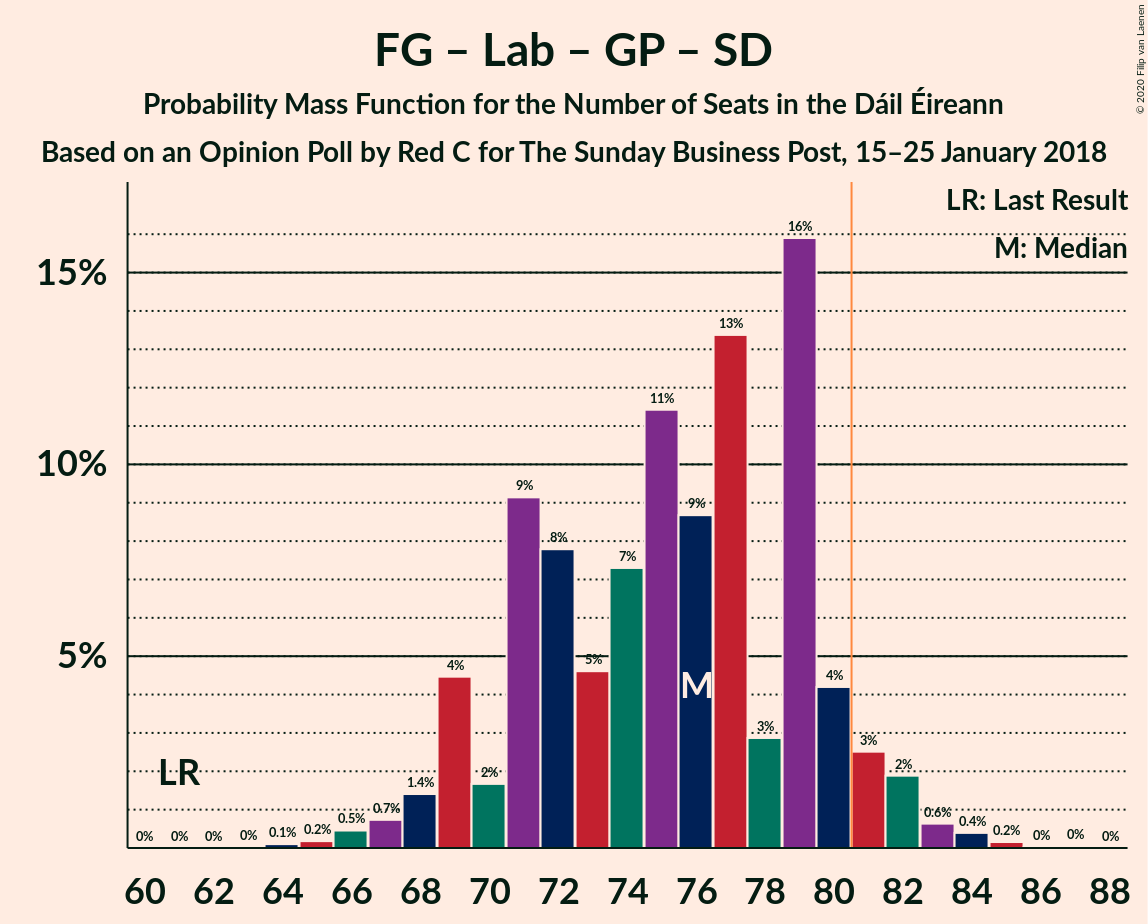 FG – Lab – GP – SD
Probability Mass Function for the Number of Seats in the Dáil Éireann
Based on an Opinion Poll by Red C for The Sunday Business Post, 15–25 January 2018
© 2020 Filip van Laenen
LR: Last Result
M: Median
15%
10%
5%
LR
M
0% 0% 0% 0% 0.1% 0.2% 0.5% 0.7% 1.4% 4% 2% 9% 8% 5% 7% 11% 9% 13% 3% 16% 4% 3% 2% 0.6% 0.4% 0.2% 0% 0% 0%
60 62 64 66 68 70 72 74 76 78 80 82 84 86 88